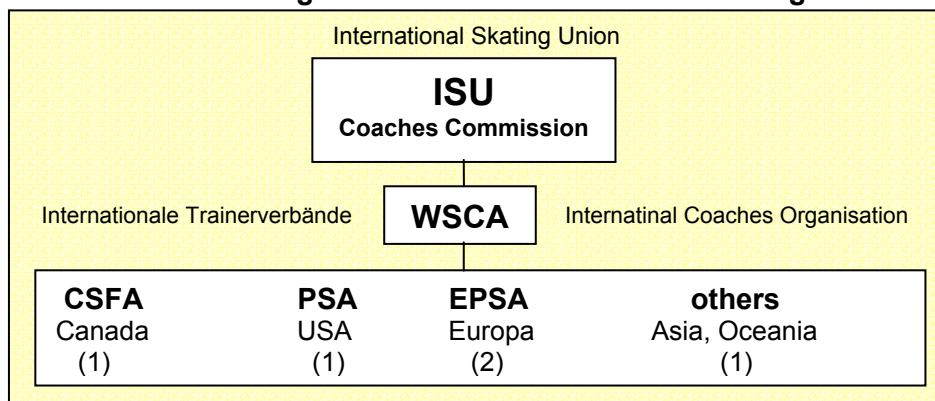 International Skating Union
ISU
Coaches Commission
Internationale Trainerverbände WSCA Internatinal Coaches Organisation
CSFA PSA EPSA others
Canada USA Europa Asia, Oceania
(1) (1) (2) (1)